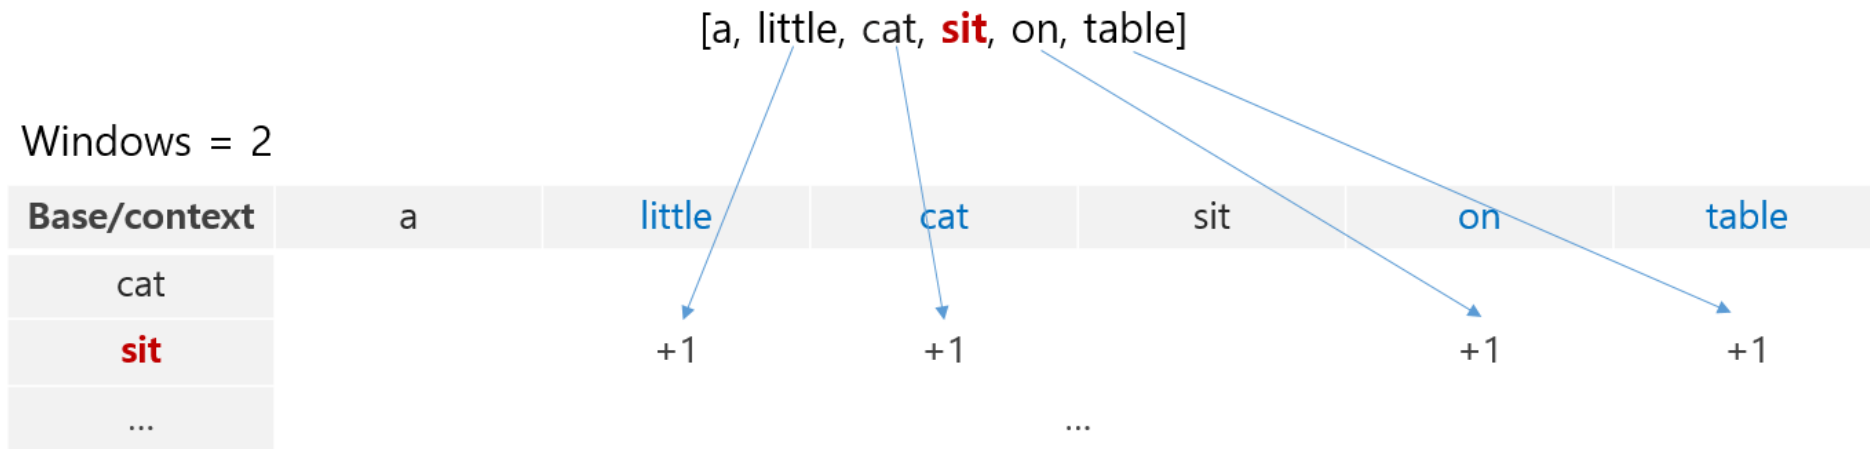 [a, little, cat, sit, on, table]
Windows = 2
Base/context a little cat sit on table
cat
sit +1 +1 +1 +1
... ...